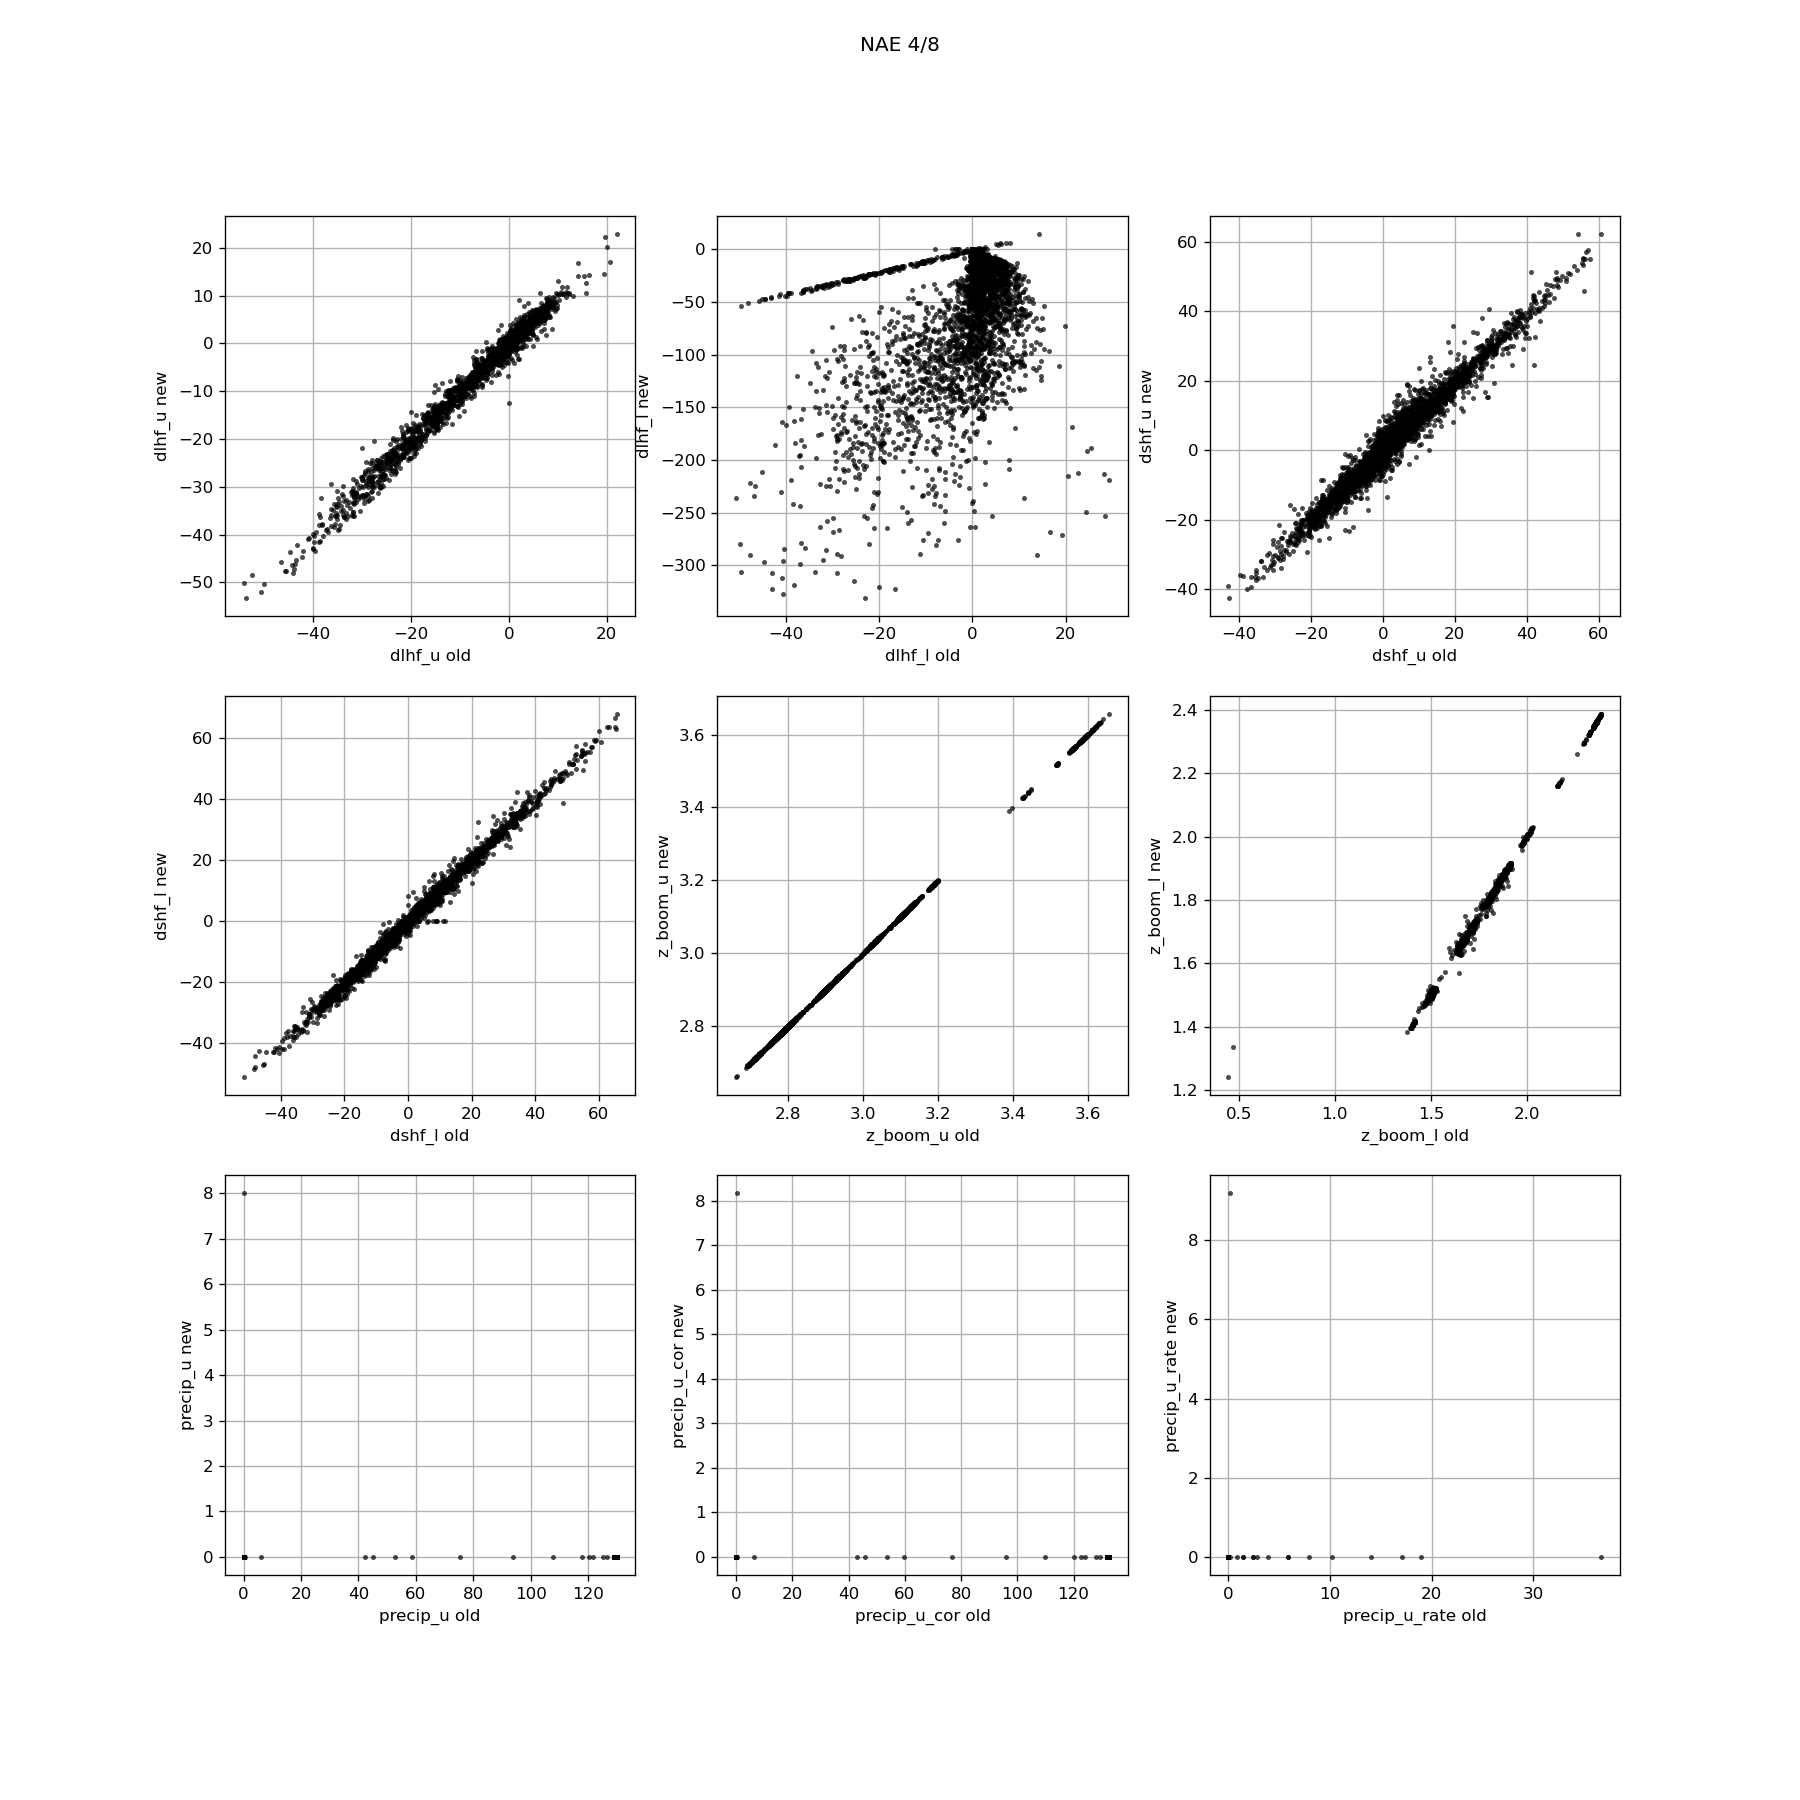 NAE 4/8
20
10
0
−10
−20
−30
−40
−50
dlhf_u new
−40 −20 0 20
dlhf_u old
0
−50
−100
−150
−200
−250
−300
dlhf_l new
−40 −20 0 20
dlhf_l old
60
40
20
0
−20
−40
dshf_u new
−40 −20 0 20 40 60
dshf_u old
60
40
20
0
−20
−40
dshf_l new
−40 −20 0 20 40 60
dshf_l old
3.6
3.4
3.2
3.0
2.8
z_boom_u new
2.8 3.0 3.2 3.4 3.6
z_boom_u old
2.4
2.2
2.0
1.8
1.6
1.4
1.2
z_boom_l new
0.5 1.0 1.5 2.0
z_boom_l old
8
7
6
5
4
3
2
1
0
precip_u new
0 20 40 60 80 100 120
precip_u old
8
7
6
5
4
3
2
1
0
precip_u_cor new
0 20 40 60 80 100 120
precip_u_cor old
8
6
4
2
0
precip_u_rate new
0 10 20 30
precip_u_rate old